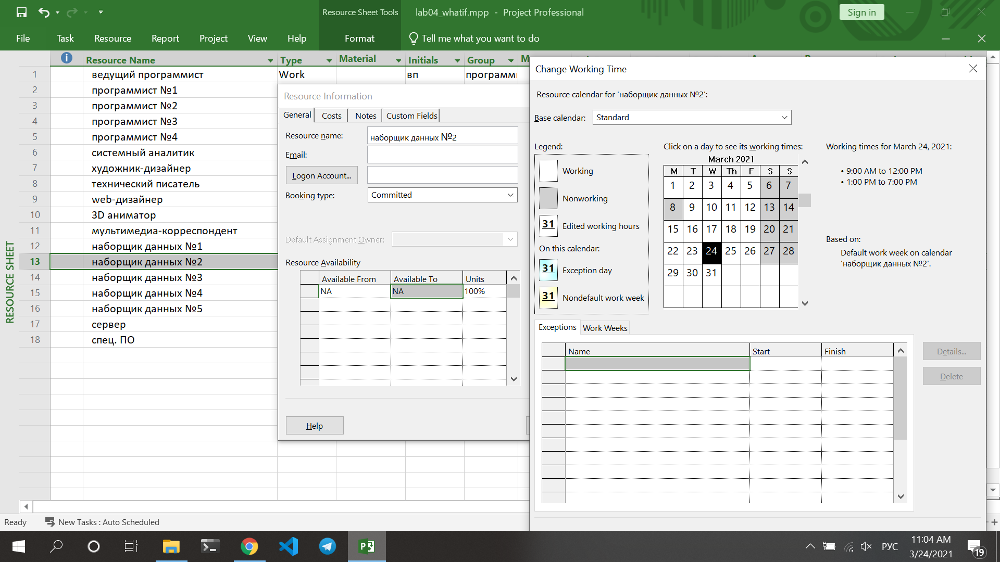 Resource Sheet Tools
lab04_whatif.mpp - Project Professional
Sign in
File Task Resource Report Project View Help Format Tell me what you want to do
Resource Name Type Material Initials Group M
1 ведущий программист Work вп программ
2 программист №1
3 программист №2
4 программист №3
5 программист №4
6 системный аналитик
7 художник-дизайнер
8 технический писатель
9 web-дизайнер
10 3D аниматор
11 мультимедиа-корреспондент
12 наборщик данных №1
13 наборщик данных №2
14 наборщик данных №3
15 наборщик данных №4
16 наборщик данных №5
17 сервер
18 спец. ПО
RESOURCE SHEET
Resource Information
General Costs Notes Custom Fields
Resource name: наборщик данных №2
Email:
Logon Account...
Booking type: Committed
Default Assignment Owner:
Resource Availability
Available From Available To Units
NA NA 100%
Help
Change Working Time
Resource calendar for 'наборщик данных №2':
Base calendar: Standard
Legend:
Working
Nonworking
31 Edited working hours
On this calendar:
31 Exception day
31 Nondefault work week
Click on a day to see its working times:
March 2021
M T W Th F S S
1 2 3 4 5 6 7
8 9 10 11 12 13 14
15 16 17 18 19 20 21
22 23 24 25 26 27 28
29 30 31
Working times for March 24, 2021:
• 9:00 AM to 12:00 PM
• 1:00 PM to 7:00 PM
Based on:
Default work week on calendar
'наборщик данных №2'.
Exceptions Work Weeks
Name Start Finish
Details...
Delete
Ready New Tasks : Auto Scheduled
РУС
11:04 AM
3/24/2021
19